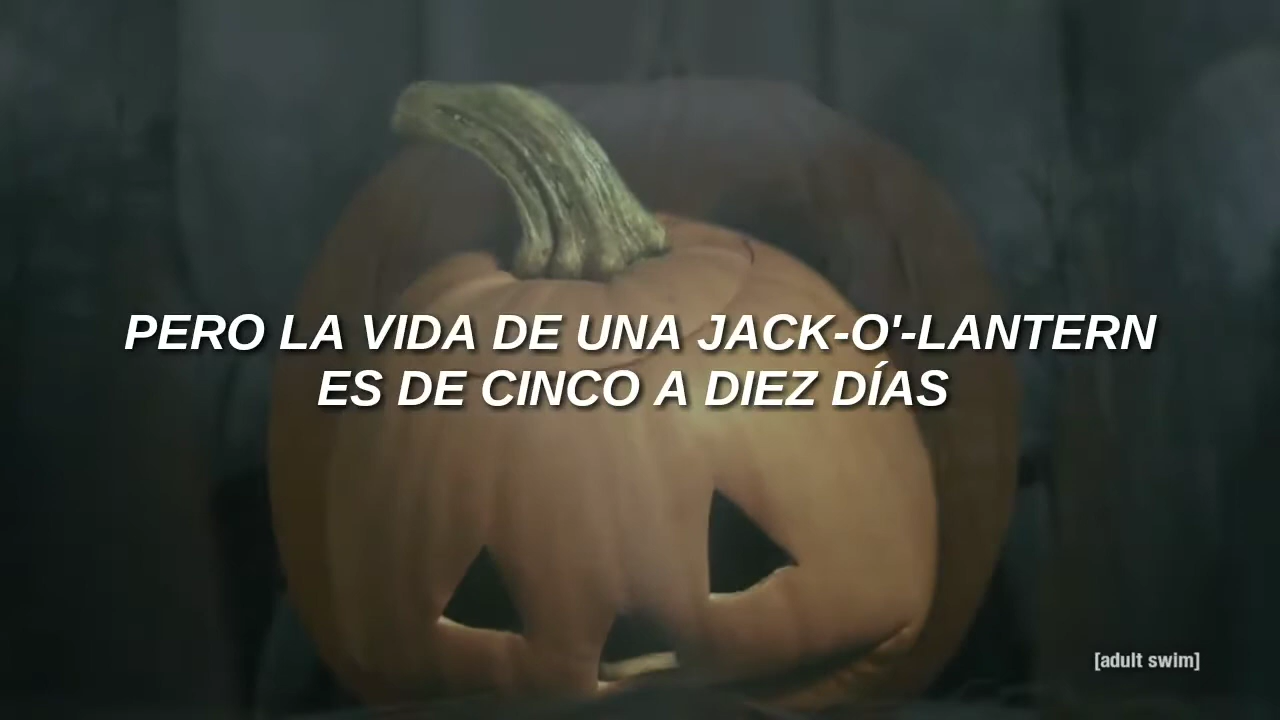 PERO LA VIDA DE UNA JACK-O'-LANTERN
ES DE CINCO A DIEZ DÍAS
[adult swim]